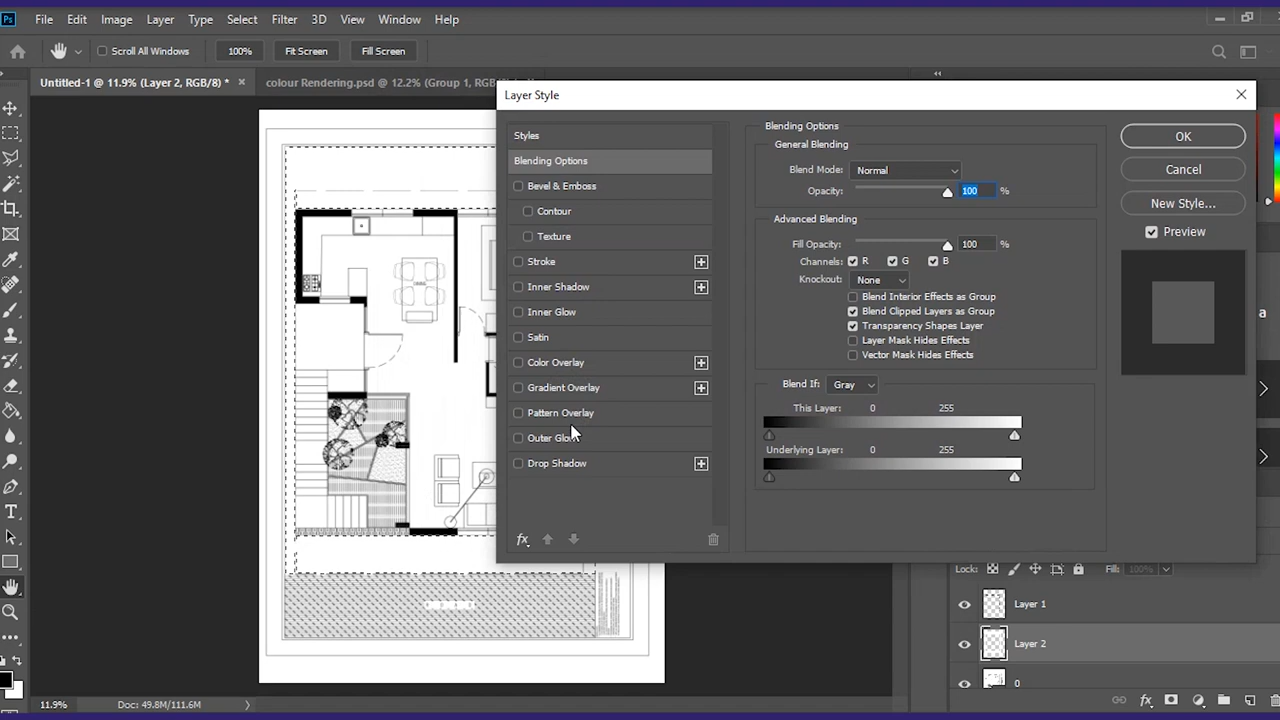 Ps File Edit Image Layer Type Select Filter 3D View Window Help
Scroll All Windows 100% Fit Screen Fill Screen
Untitled-1 @ 11.9% (Layer 2, RGB/8) * × colour Rendering.psd @ 12.2% (Group 1, RGB/8)
Layer Style
Styles
Blending Options
Bevel & Emboss
Contour
Texture
Stroke
Inner Shadow
Inner Glow
Satin
Color Overlay
Gradient Overlay
Pattern Overlay
Outer Glow
Drop Shadow
fx
Blending Options
General Blending
Blend Mode: Normal
Opacity: 100 %
Advanced Blending
Fill Opacity: 100 %
Channels: R G B
Knockout: None
Blend Interior Effects as Group
Blend Clipped Layers as Group
Transparency Shapes Layer
Layer Mask Hides Effects
Vector Mask Hides Effects
Blend If: Gray
This Layer: 0 255
Underlying Layer: 0 255
OK
Cancel
New Style...
Preview
a
Lock: Fill: 100%
Layer 1
Layer 2
0
fx
11.9% Doc: 49.8M/111.6M